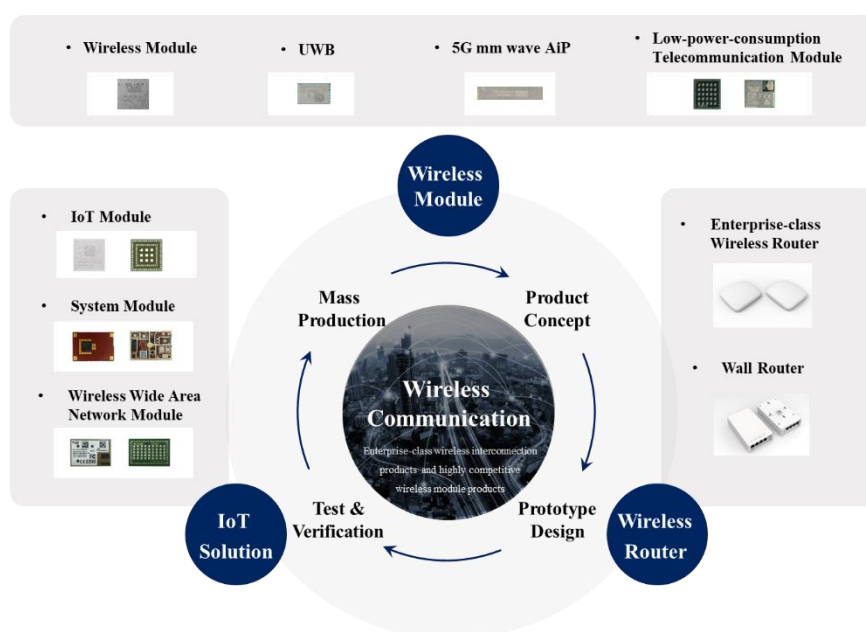 • Wireless Module
• UWB
• 5G mm wave AiP
• Low-power-consumption
Telecommunication Module
Wireless
Module
• IoT Module
• System Module
• Wireless Wide Area
Network Module
• Enterprise-class
Wireless Router
• Wall Router
Mass
Production
Product
Concept
Wireless
Communication
Enterprise-class wireless interconnection
products and highly competitive
wireless module products
Test &
Verification
Prototype
Design
IoT
Solution
Wireless
Router